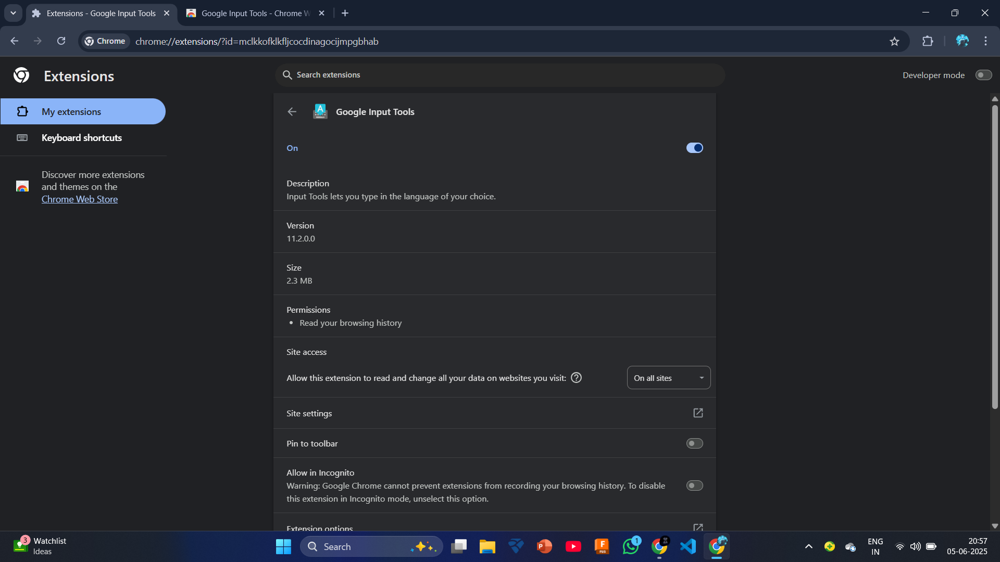 Extensions - Google Input Tools
Google Input Tools - Chrome W
Chrome
chrome://extensions/?id=mclkkofklkfljcocdinagocijmpgbhab
Extensions
Search extensions
Developer mode
My extensions
Keyboard shortcuts
Discover more extensions
and themes on the
Chrome Web Store
Google Input Tools
On
Description
Input Tools lets you type in the language of your choice.
Version
11.2.0.0
Size
2.3 MB
Permissions
• Read your browsing history
Site access
Allow this extension to read and change all your data on websites you visit:
On all sites
Site settings
Pin to toolbar
Allow in Incognito
Warning: Google Chrome cannot prevent extensions from recording your browsing history. To disable
this extension in Incognito mode, unselect this option.
Extension options
3
Watchlist
Ideas
Search
1
ENG
IN
20:57
05-06-2025